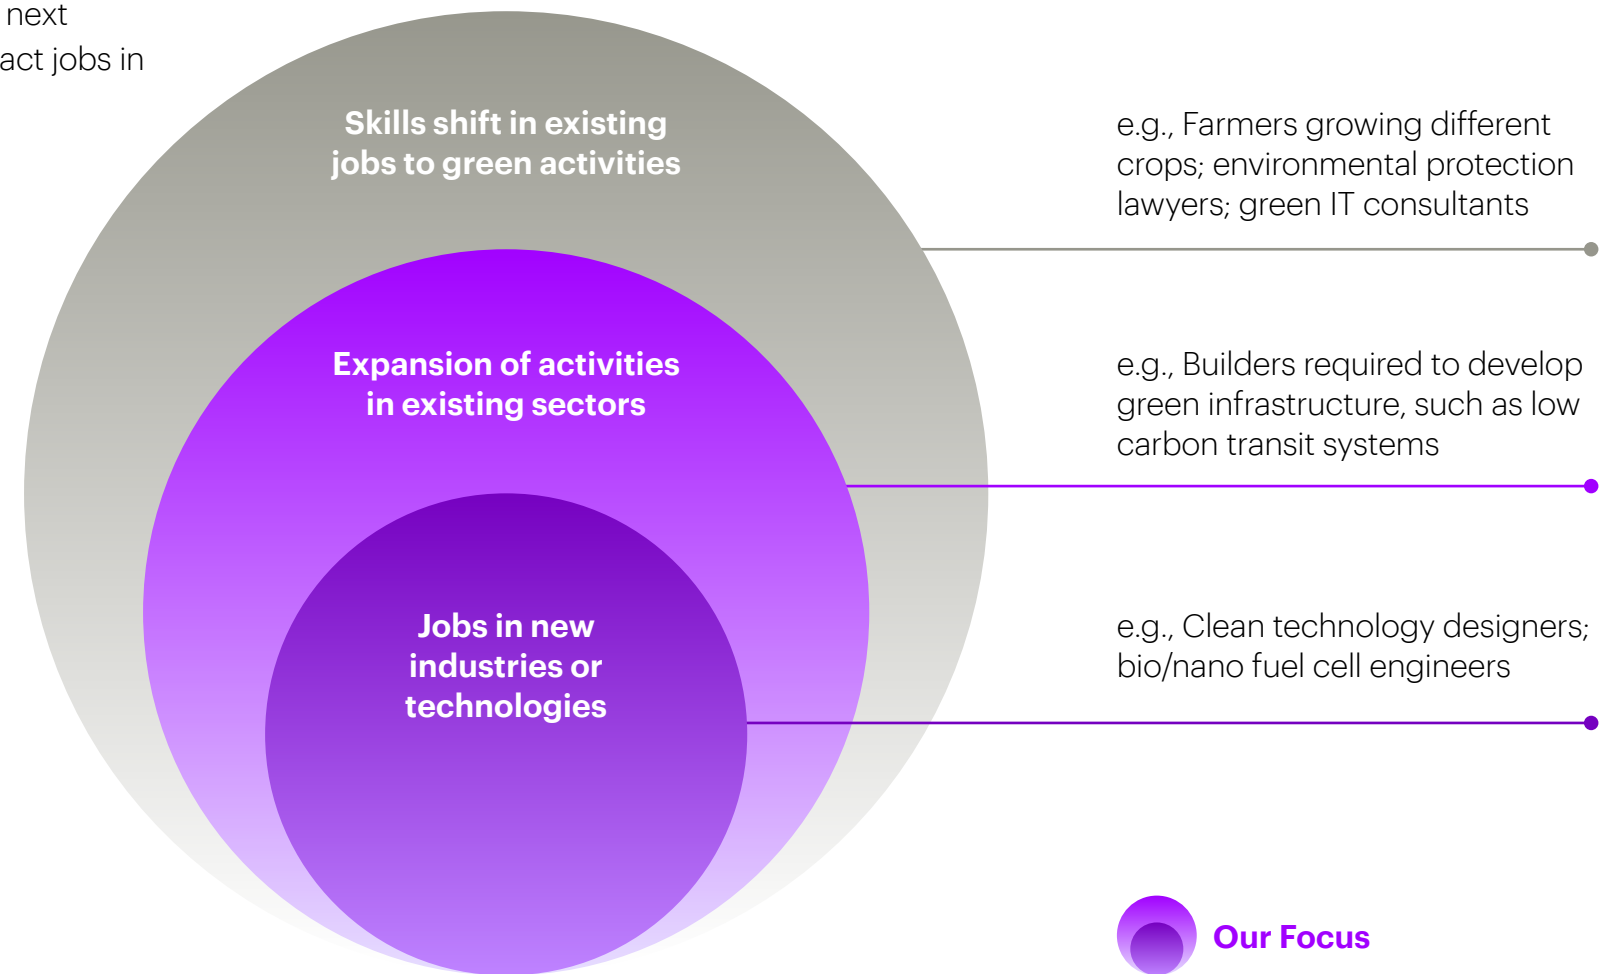 next
act jobs in
Skills shift in existing
jobs to green activities
e.g., Farmers growing different
crops; environmental protection
lawyers; green IT consultants
Expansion of activities
in existing sectors
e.g., Builders required to develop
green infrastructure, such as low
carbon transit systems
Jobs in new
industries or
technologies
e.g., Clean technology designers;
bio/nano fuel cell engineers
Our Focus